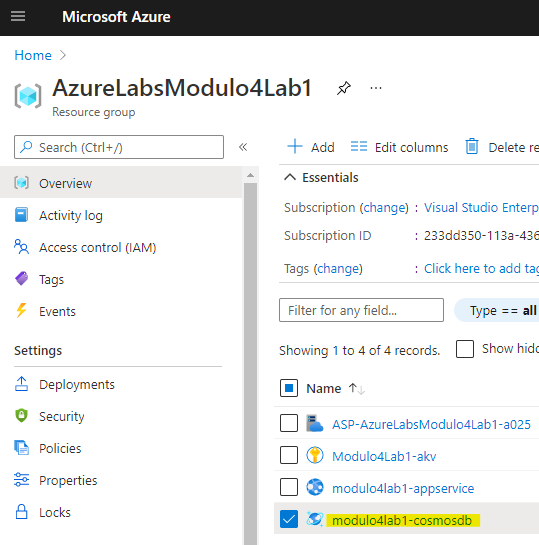 Microsoft Azure
Home >
AzureLabsModulo4Lab1
Resource group
Search (Ctrl+/)
Overview
Activity log
Access control (IAM)
Tags
Events
Settings
Deployments
Security
Policies
Properties
Locks
+ Add Edit columns Delete re
Essentials
Subscription (change) : Visual Studio Enterp
Subscription ID : 233dd350-113a-436
Tags (change) : Click here to add tag
Filter for any field... Type == all
Showing 1 to 4 of 4 records. Show hidd
Name
ASP-AzureLabsModulo4Lab1-a025
Modulo4Lab1-akv
modulo4lab1-appservice
modulo4lab1-cosmosdb